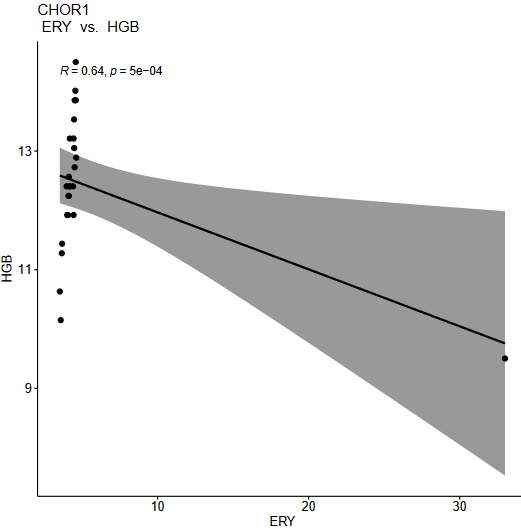 CHOR1
ERY vs. HGB
R = 0.64, p = 5e−04
13
11
9
HGB
10 20 30
ERY